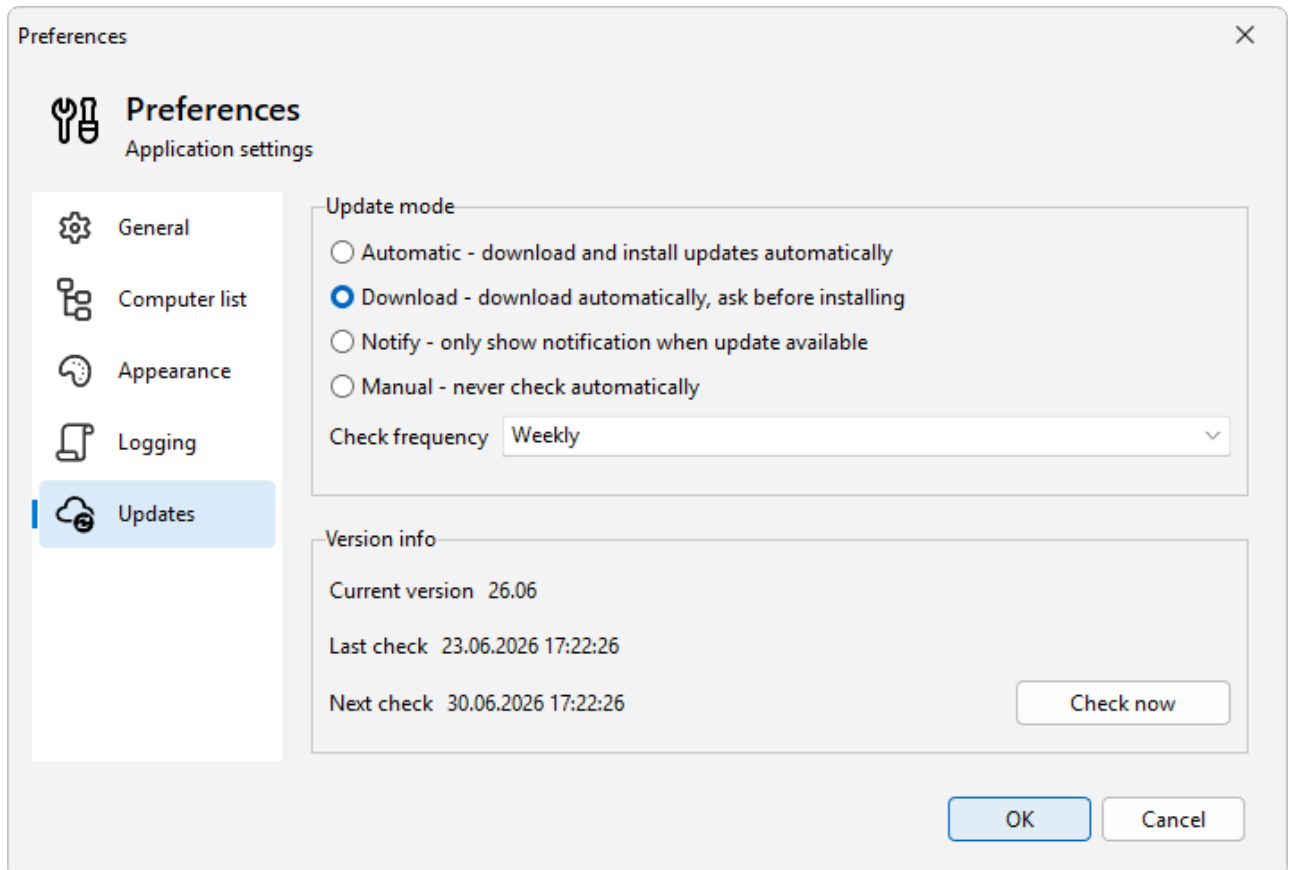 Preferences
Preferences
Application settings
General
Computer list
Appearance
Logging
Updates
Update mode
Automatic - download and install updates automatically
Download - download automatically, ask before installing
Notify - only show notification when update available
Manual - never check automatically
Check frequency Weekly
Version info
Current version 26.06
Last check 23.06.2026 17:22:26
Next check 30.06.2026 17:22:26
Check now
OK
Cancel